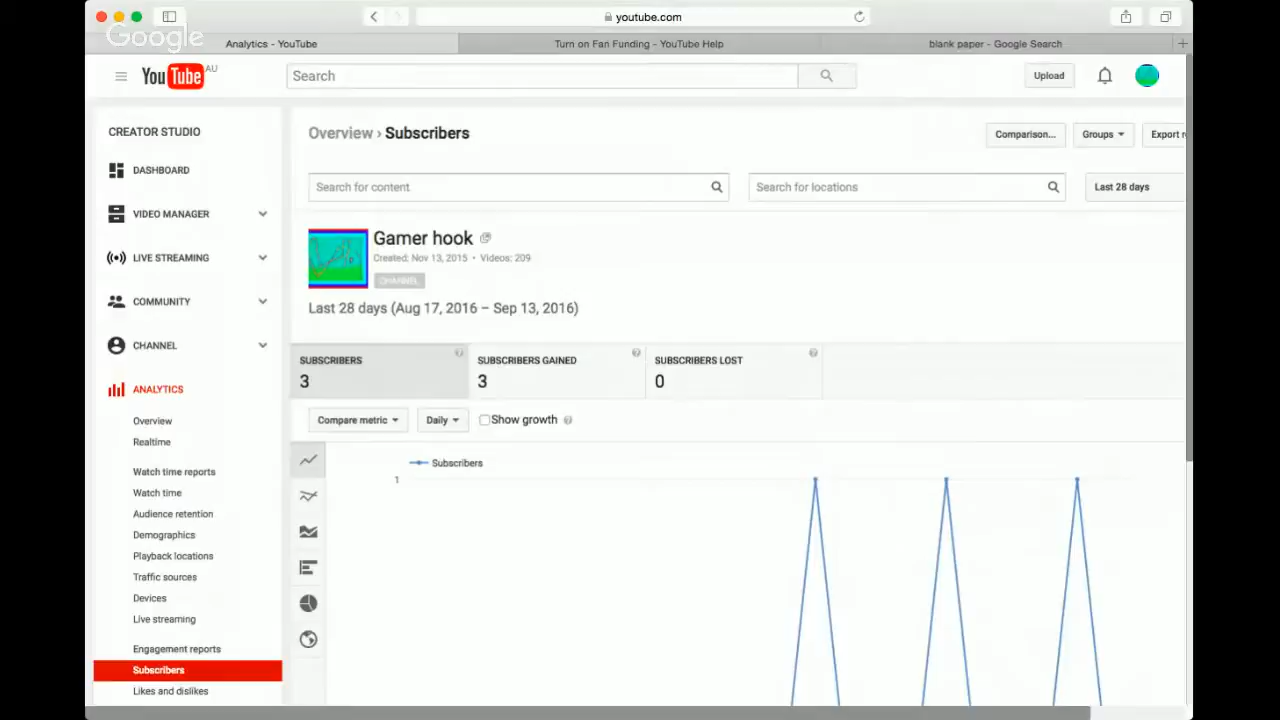 youtube.com
Google
Analytics - YouTube
Turn on Fan Funding - YouTube Help
blank paper - Google Search
YouTube AU
Search
Upload
CREATOR STUDIO
DASHBOARD
VIDEO MANAGER
LIVE STREAMING
COMMUNITY
CHANNEL
ANALYTICS
Overview
Realtime
Watch time reports
Watch time
Audience retention
Demographics
Playback locations
Traffic sources
Devices
Live streaming
Engagement reports
Subscribers
Likes and dislikes
Overview › Subscribers
Comparison...
Groups
Export r
Search for content
Search for locations
Last 28 days
Gamer hook
Created: Nov 13, 2015 • Videos: 209
CHANNEL
Last 28 days (Aug 17, 2016 – Sep 13, 2016)
SUBSCRIBERS
3
SUBSCRIBERS GAINED
3
SUBSCRIBERS LOST
0
Compare metric
Daily
Show growth
Subscribers
1